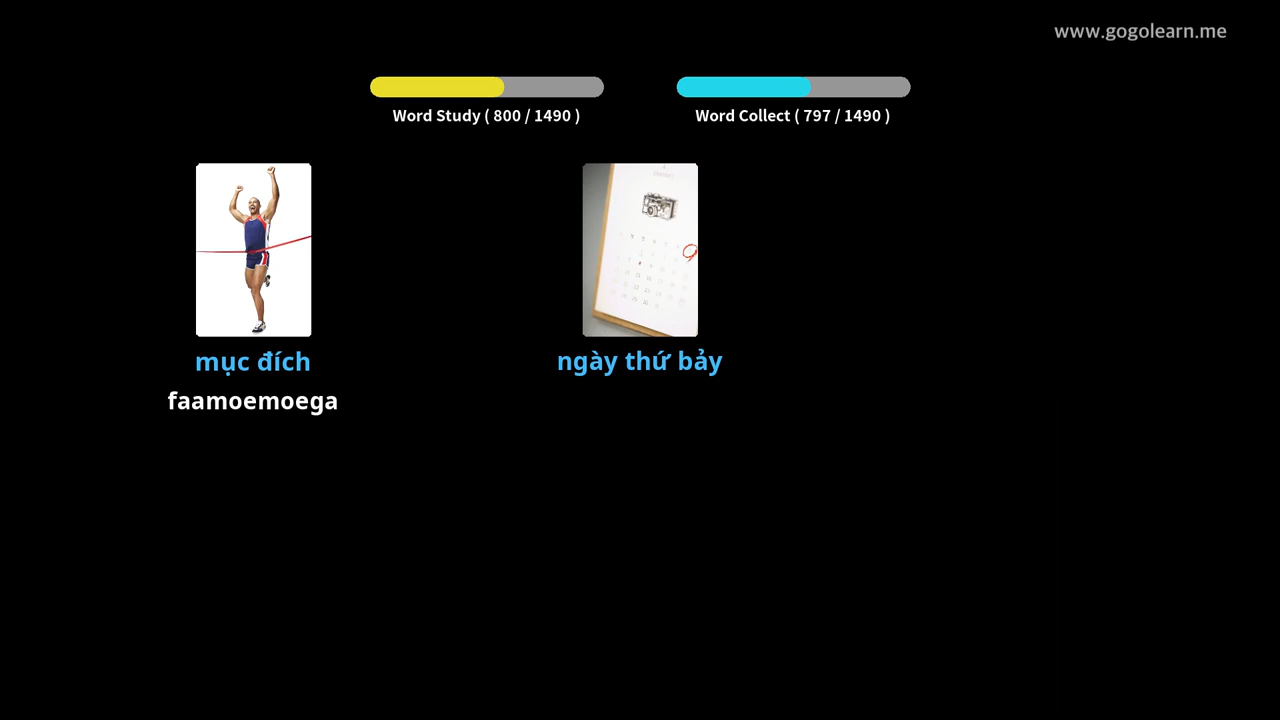 www.gogolearn.me
Word Study ( 800 / 1490 )
Word Collect ( 797 / 1490 )
mục đích
ngày thứ bảy
faamoemoega